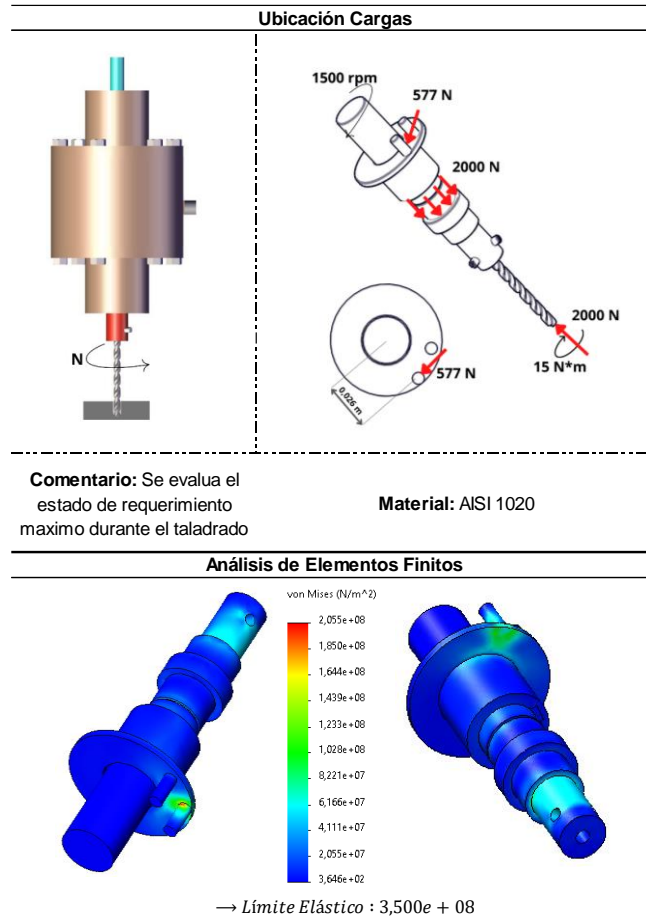 Ubicación Cargas
1500 rpm
577 N
2000 N
N
577 N
0.026 m
2000 N
15 N*m
Comentario: Se evalua el
estado de requerimiento
maximo durante el taladrado
Material: AISI 1020
Análisis de Elementos Finitos
von Mises (N/m^2)
2,055e+08
1,850e+08
1,644e+08
1,439e+08
1,233e+08
1,028e+08
8,221e+07
6,166e+07
4,111e+07
2,055e+07
3,646e+02
→ Límite Elástico : 3,500e + 08